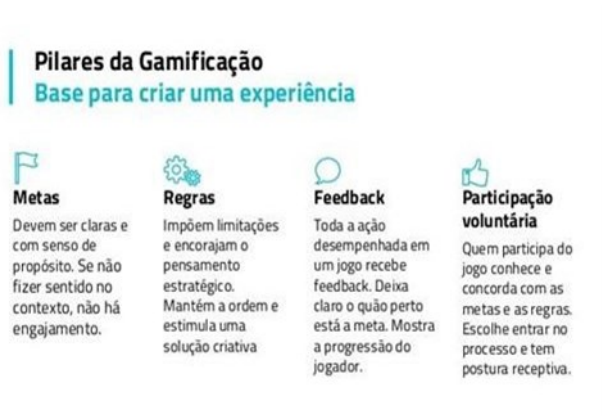 Pilares da Gamificação
Base para criar uma experiência
Metas
Devem ser claras e
com senso de
propósito. Se não
fizer sentido no
contexto, não há
engajamento.
Regras
Impõem limitações
e encorajam o
pensamento
estratégico.
Mantém a ordem e
estimula uma
solução criativa
Feedback
Toda a ação
desempenhada em
um jogo recebe
feedback. Deixa
claro o quão perto
está a meta. Mostra
a progressão do
jogador.
Participação
voluntária
Quem participa do
jogo conhece e
concorda com as
metas e as regras.
Escolhe entrar no
processo e tem
postura receptiva.